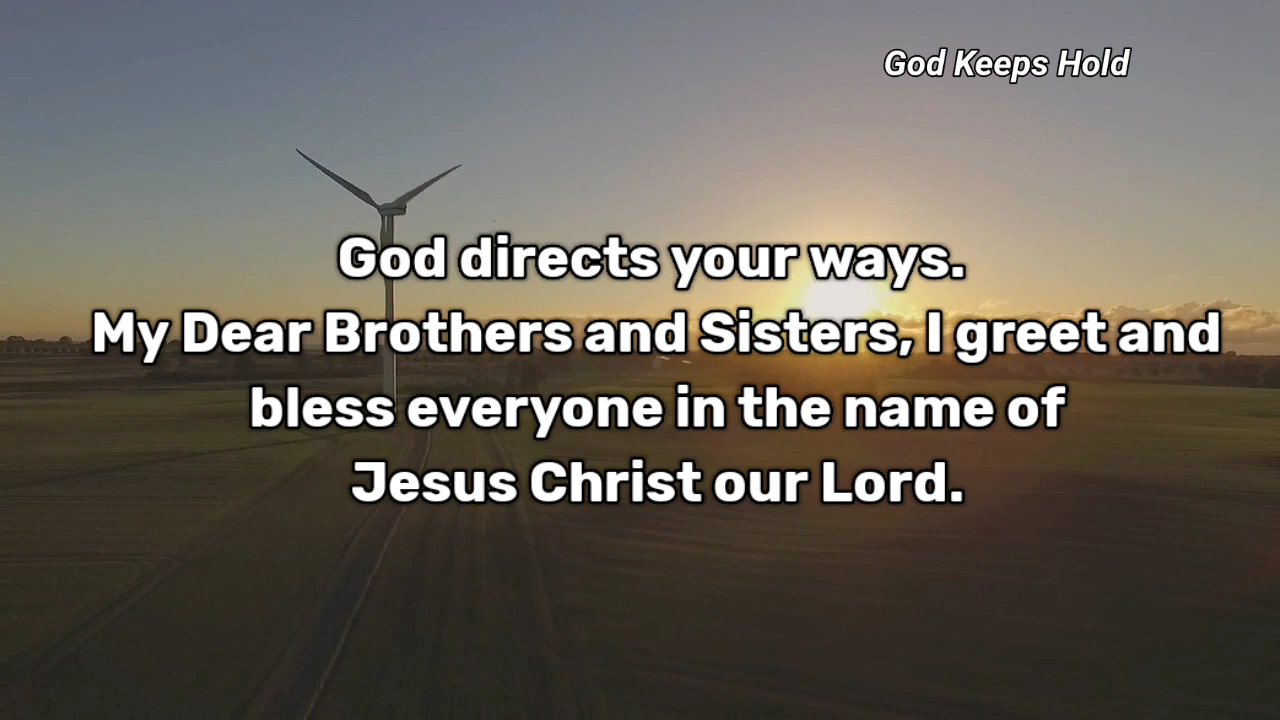 God Keeps Hold
God directs your ways.
My Dear Brothers and Sisters, I greet and
bless everyone in the name of
Jesus Christ our Lord.